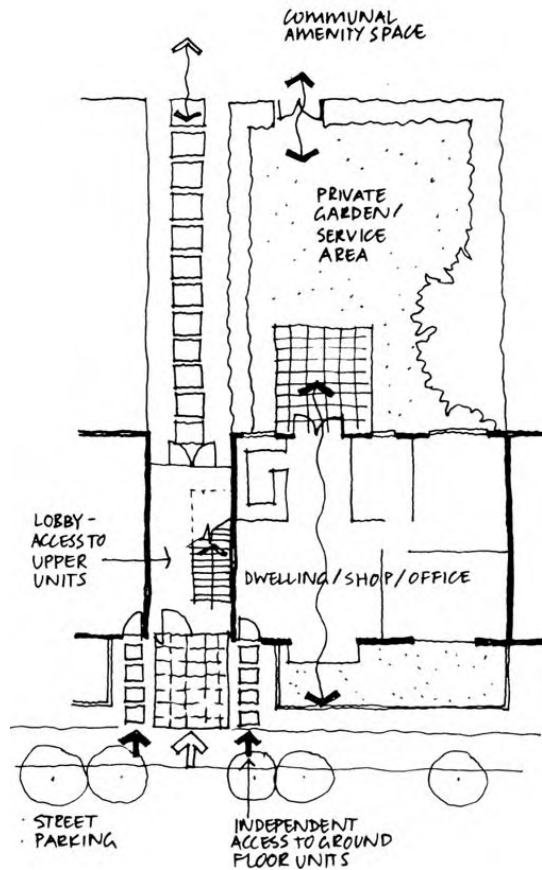 COMMUNAL
AMENITY SPACE
PRIVATE
GARDEN/
SERVICE
AREA
LOBBY -
ACCESS TO
UPPER
UNITS
DWELLING/SHOP/OFFICE
· STREET
· PARKING
INDEPENDENT
ACCESS TO GROUND
FLOOR UNITS